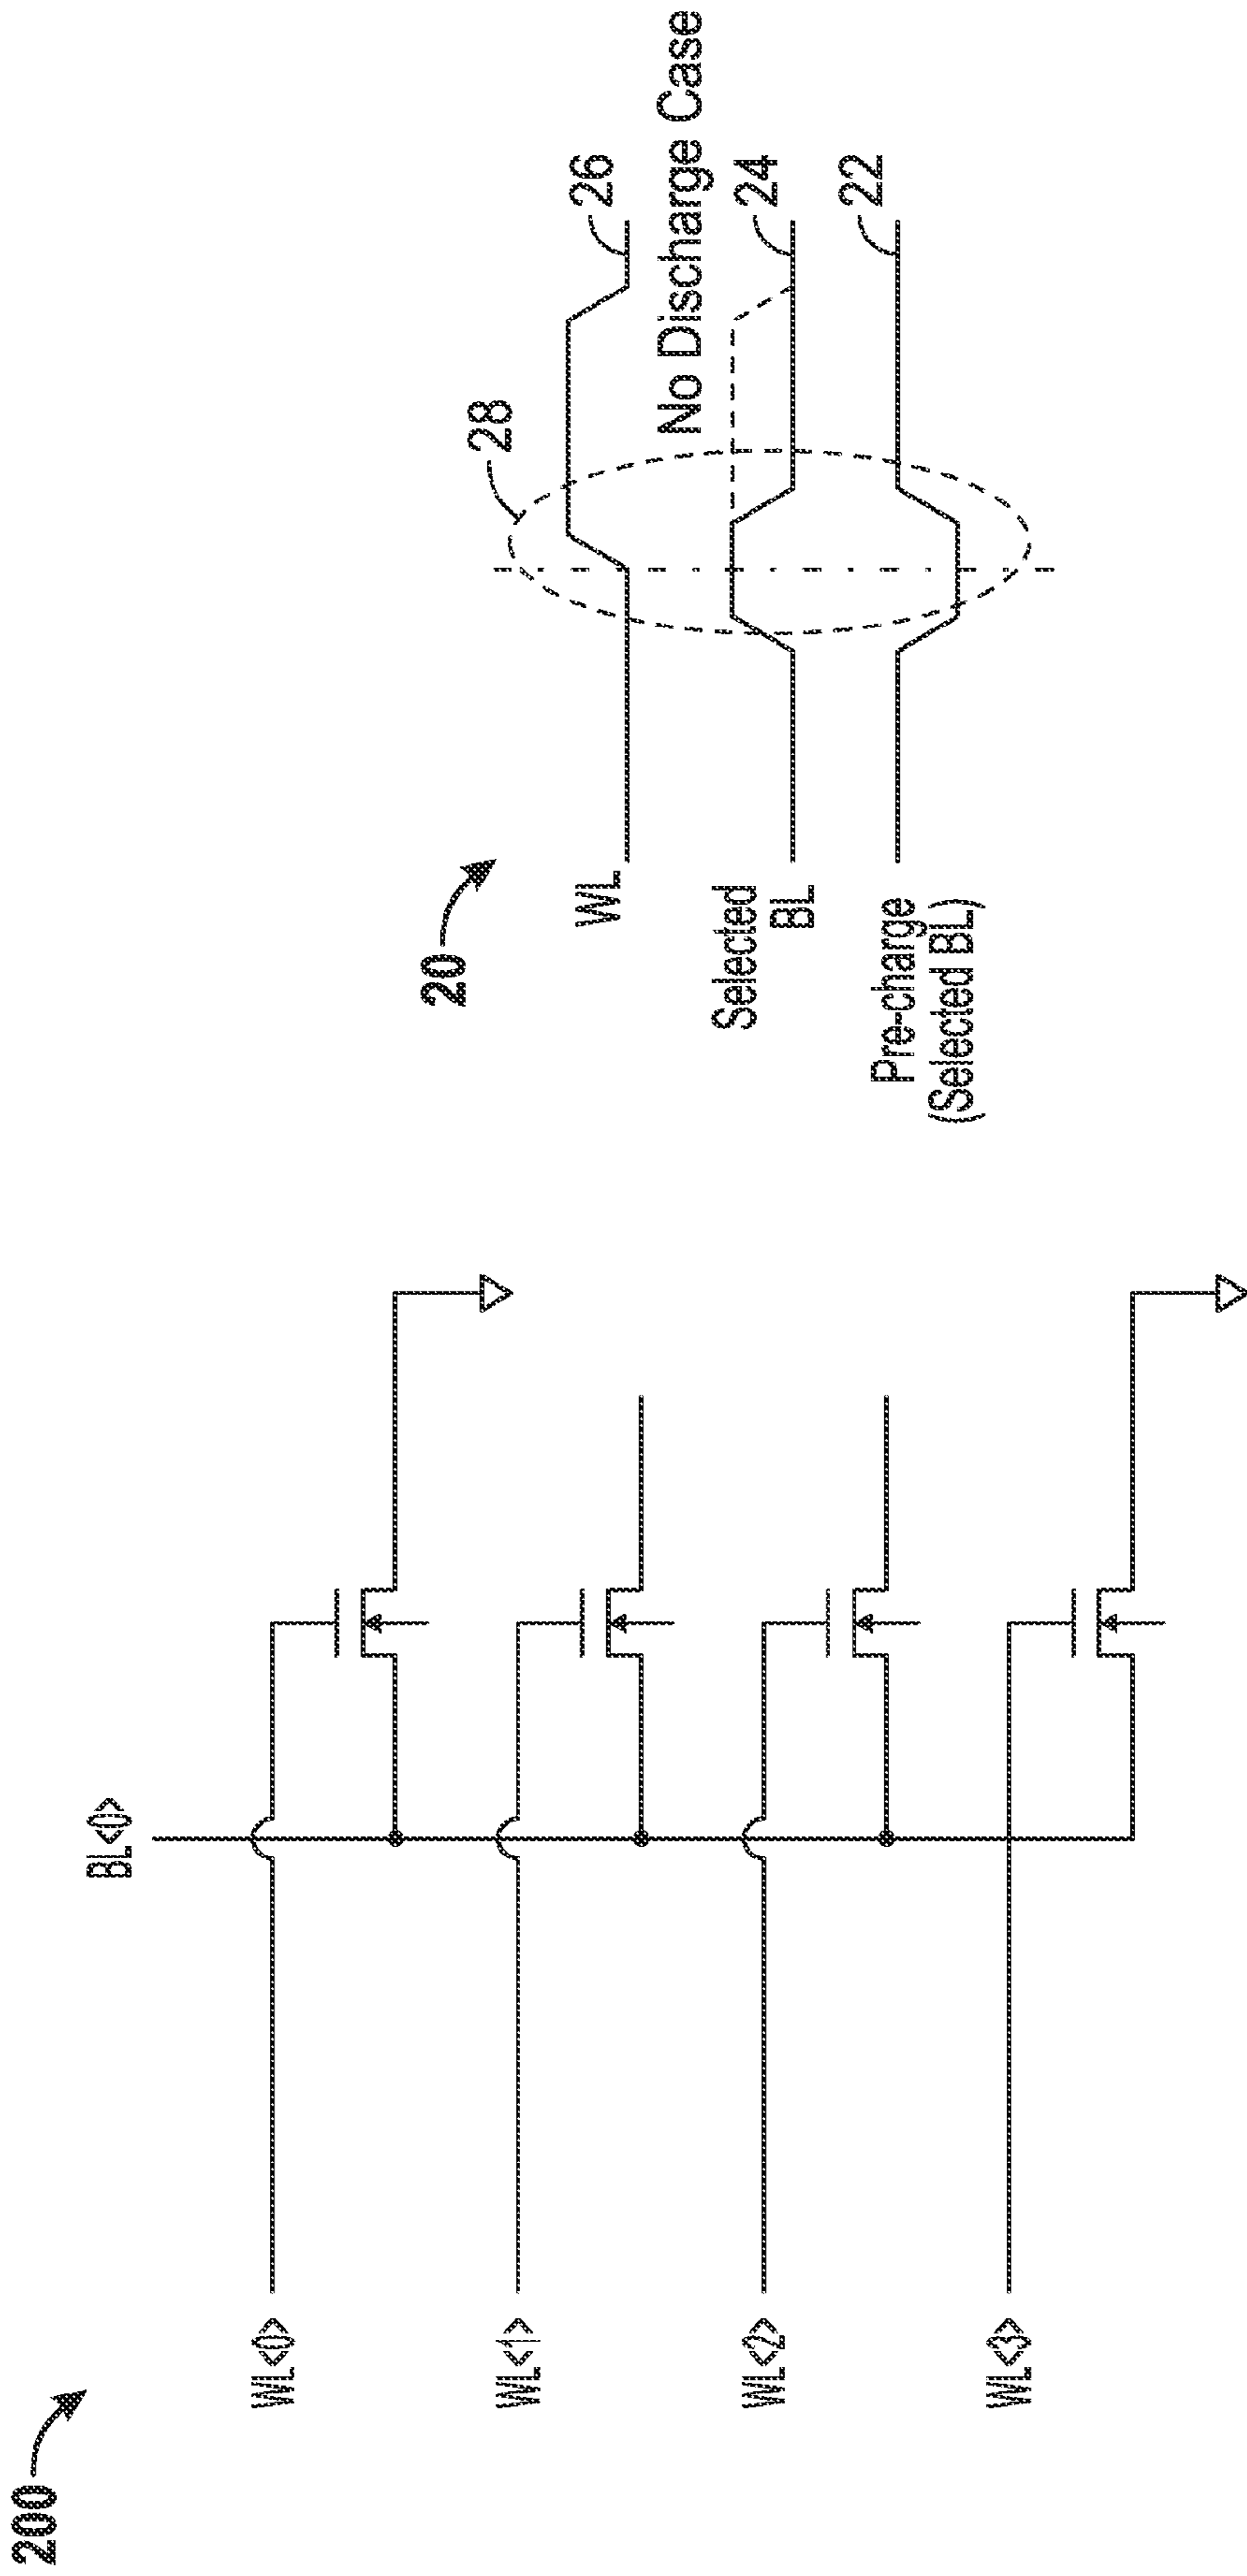 200
BL<0>
WL<0>
WL<1>
WL<2>
WL<3>
20
28
WL
26
No Discharge Case
Selected
BL
24
Pre-charge
(Selected BL)
22